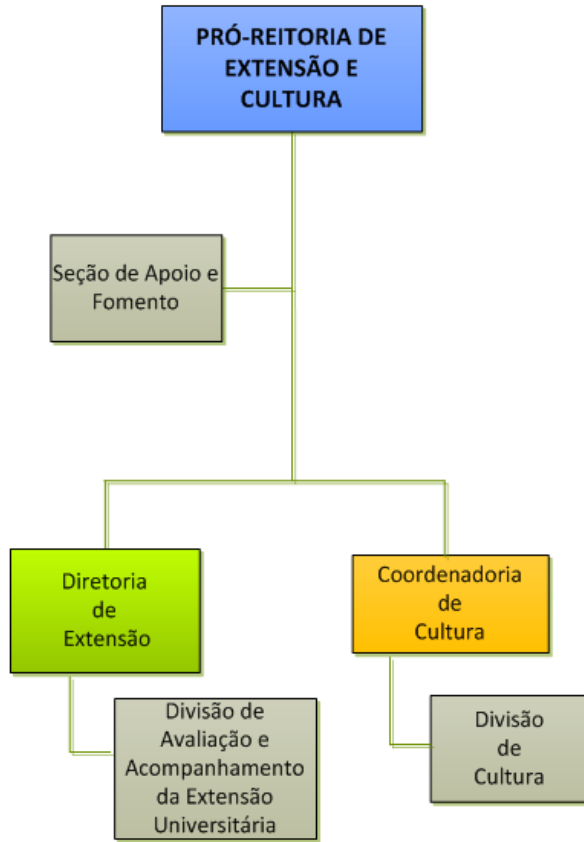 PRÓ-REITORIA DE
EXTENSÃO E
CULTURA
Seção de Apoio e
Fomento
Diretoria
de
Extensão
Coordenadoria
de
Cultura
Divisão de
Avaliação e
Acompanhamento
da Extensão
Universitária
Divisão
de
Cultura